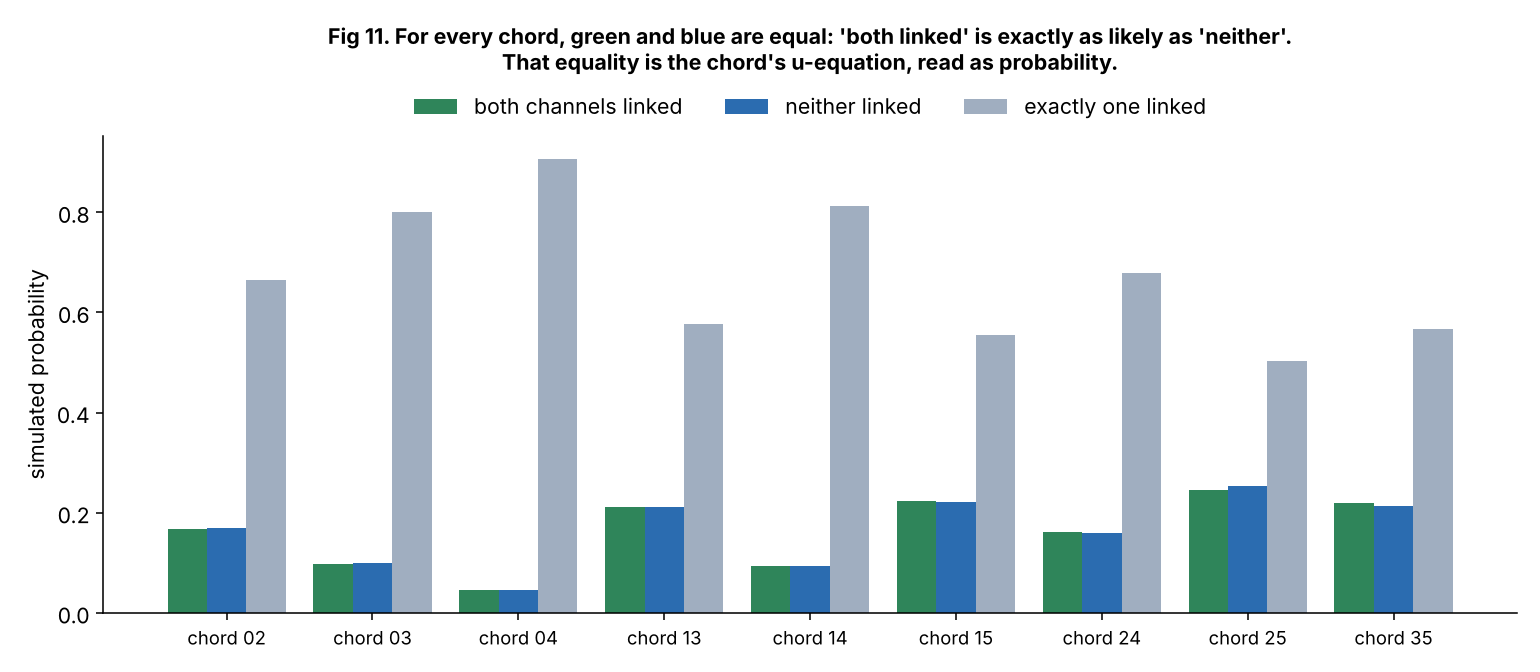 Fig 11. For every chord, green and blue are equal: 'both linked' is exactly as likely as 'neither'.
That equality is the chord's u-equation, read as probability.
both channels linked
neither linked
exactly one linked
simulated probability
0.8
0.6
0.4
0.2
0.0
chord 02
chord 03
chord 04
chord 13
chord 14
chord 15
chord 24
chord 25
chord 35